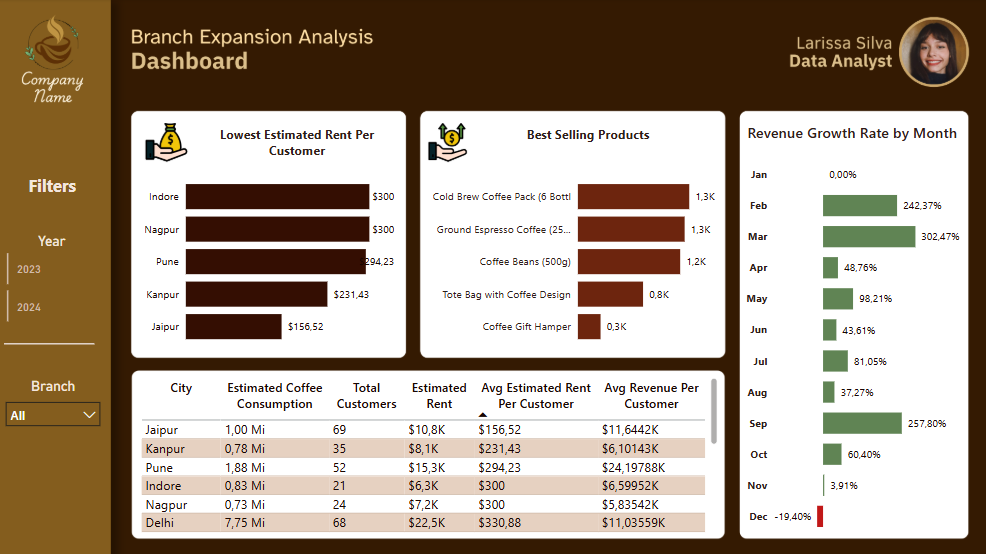 Company
Name
Filters
Year
2023
2024
Branch
All
Branch Expansion Analysis
Dashboard
Larissa Silva
Data Analyst
Lowest Estimated Rent Per
Customer
Indore $300
Nagpur $300
Pune $294,23
Kanpur $231,43
Jaipur $156,52
Best Selling Products
Cold Brew Coffee Pack (6 Bottl 1,3K
Ground Espresso Coffee (25... 1,3K
Coffee Beans (500g) 1,2K
Tote Bag with Coffee Design 0,8K
Coffee Gift Hamper 0,3K
Revenue Growth Rate by Month
Jan 0,00%
Feb 242,37%
Mar 302,47%
Apr 48,76%
May 98,21%
Jun 43,61%
Jul 81,05%
Aug 37,27%
Sep 257,80%
Oct 60,40%
Nov 3,91%
Dec -19,40%
City Estimated Coffee Consumption Total Customers Estimated Rent Avg Estimated Rent Per Customer Avg Revenue Per Customer
Jaipur 1,00 Mi 69 $10,8K $156,52 $11,6442K
Kanpur 0,78 Mi 35 $8,1K $231,43 $6,10143K
Pune 1,88 Mi 52 $15,3K $294,23 $24,19788K
Indore 0,83 Mi 21 $6,3K $300 $6,59952K
Nagpur 0,73 Mi 24 $7,2K $300 $5,83542K
Delhi 7,75 Mi 68 $22,5K $330,88 $11,03559K